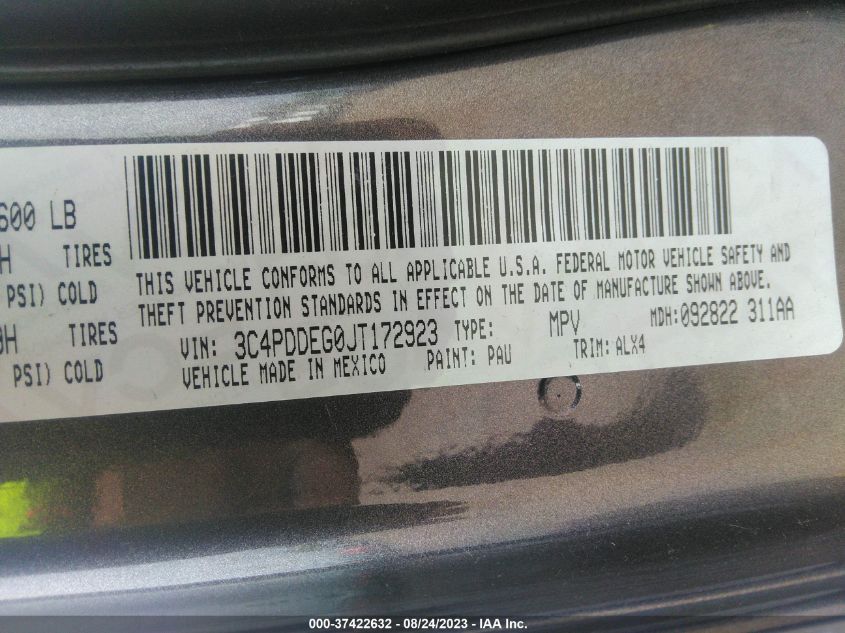 600 LB
H TIRES
PSI) COLD
0H TIRES
PSI) COLD
THIS VEHICLE CONFORMS TO ALL APPLICABLE U.S.A. FEDERAL MOTOR VEHICLE SAFETY AND
THEFT PREVENTION STANDARDS IN EFFECT ON THE DATE OF MANUFACTURE SHOWN ABOVE.
VIN: 3C4PDDEG0JT172923 TYPE: MPV MDH:092822 311AA
VEHICLE MADE IN MEXICO PAINT: PAU TRIM: ALX4
000-37422632 - 08/24/2023 - IAA Inc.